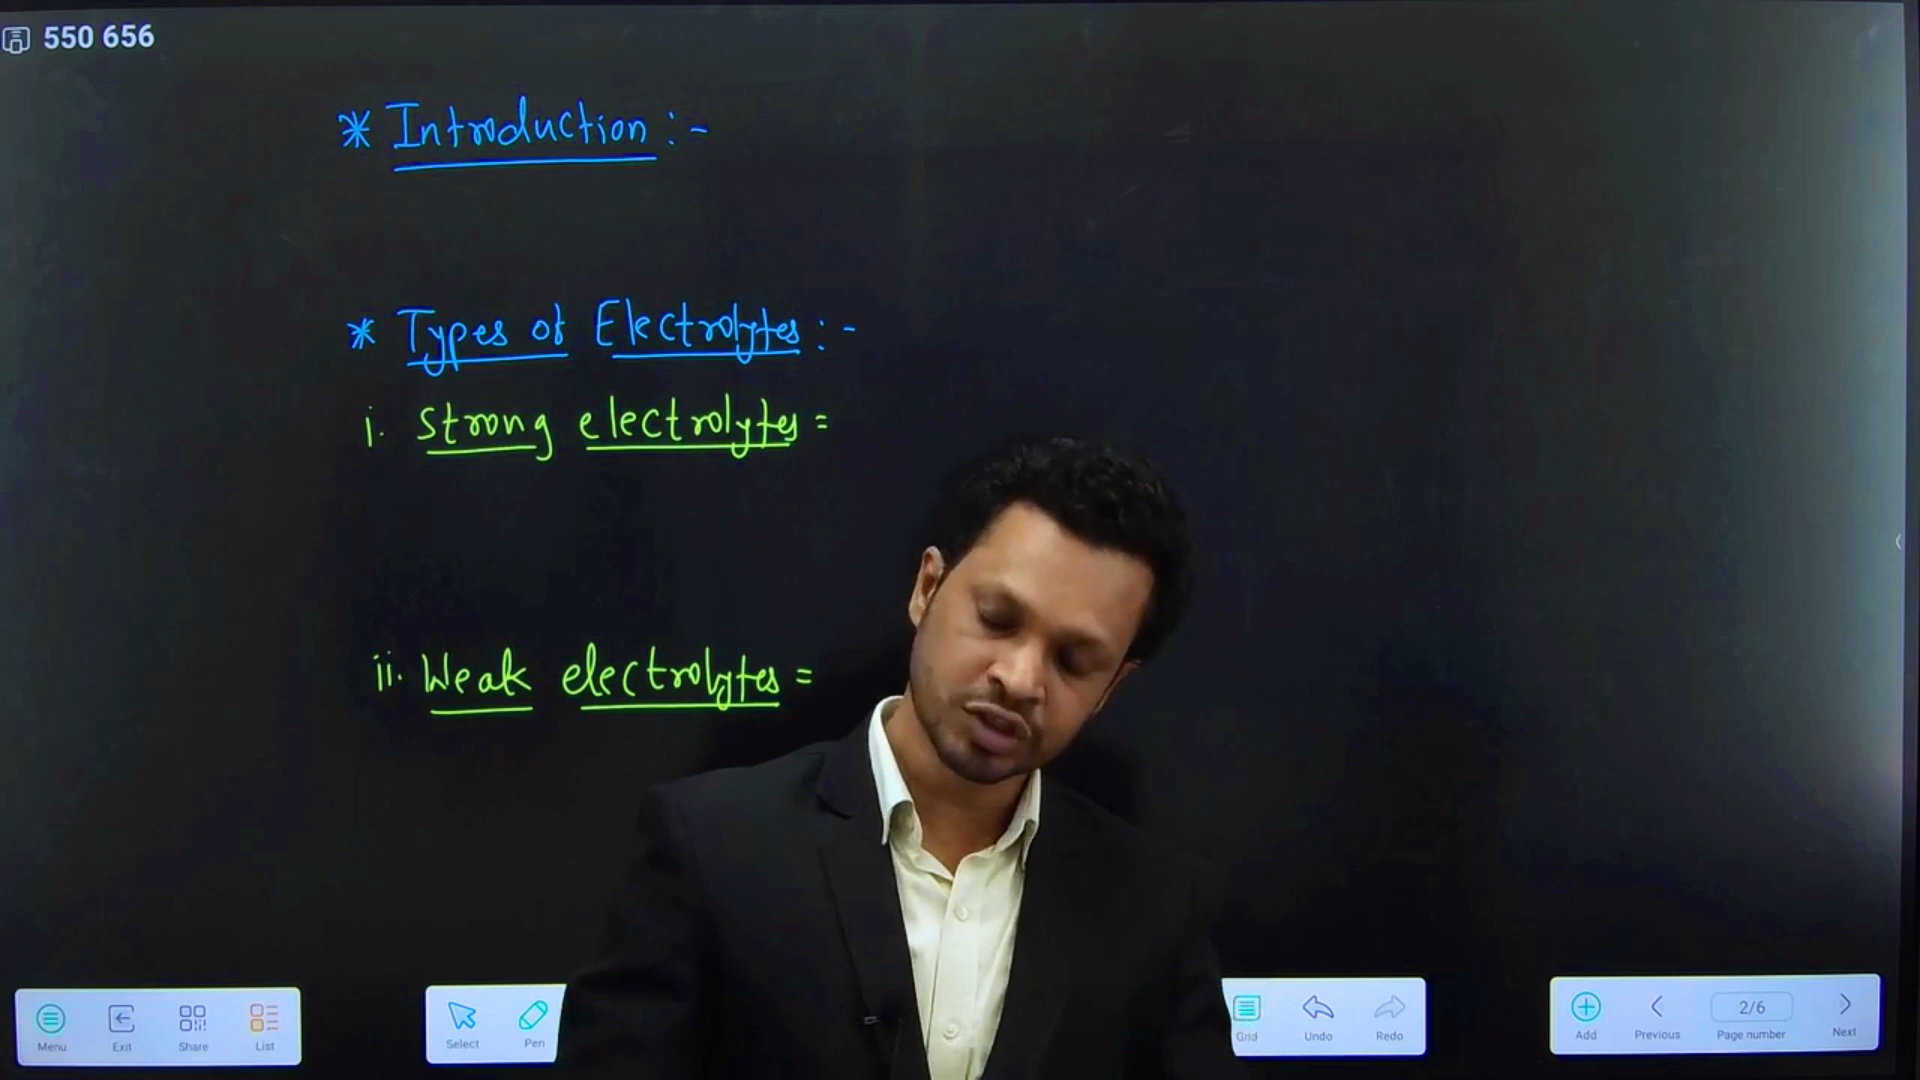 550 656
* Introduction :-
* Types of Electrolytes :-
i. Strong electrolytes =
ii. Weak electrolytes =
Menu Exit Share List
Select Pen
Grid Undo Redo
Add Previous 2/6 Page number Next